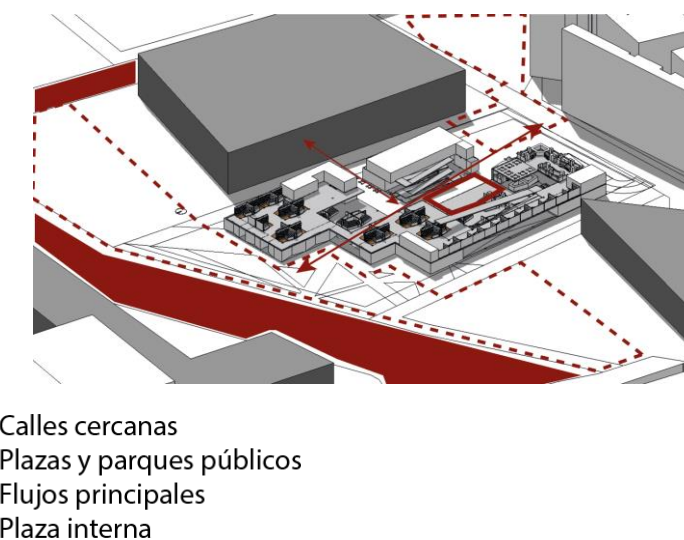 Calles cercanas
Plazas y parques públicos
Flujos principales
Plaza interna